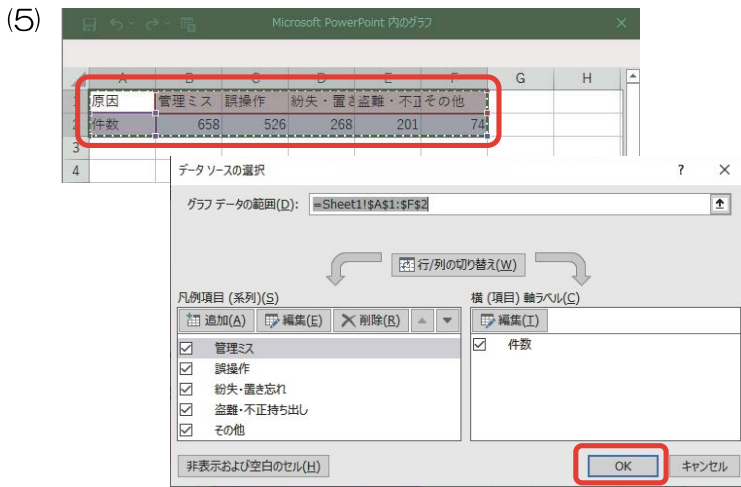 (5)
Microsoft PowerPoint 内のグラフ
A B C D E F G H
1 原因 管理ミス 誤操作 紛失・置き 盗難・不正 その他
2 件数 658 526 268 201 74
3
4
データ ソースの選択 ?
グラフ データの範囲(D): =Sheet1!$A$1:$F$2
行/列の切り替え(W)
凡例項目 (系列)(S) 横 (項目) 軸ラベル(C)
追加(A) 編集(E) 削除(R) 編集(T)
管理ミス 件数
誤操作
紛失・置き忘れ
盗難・不正持ち出し
その他
非表示および空白のセル(H) OK キャンセル